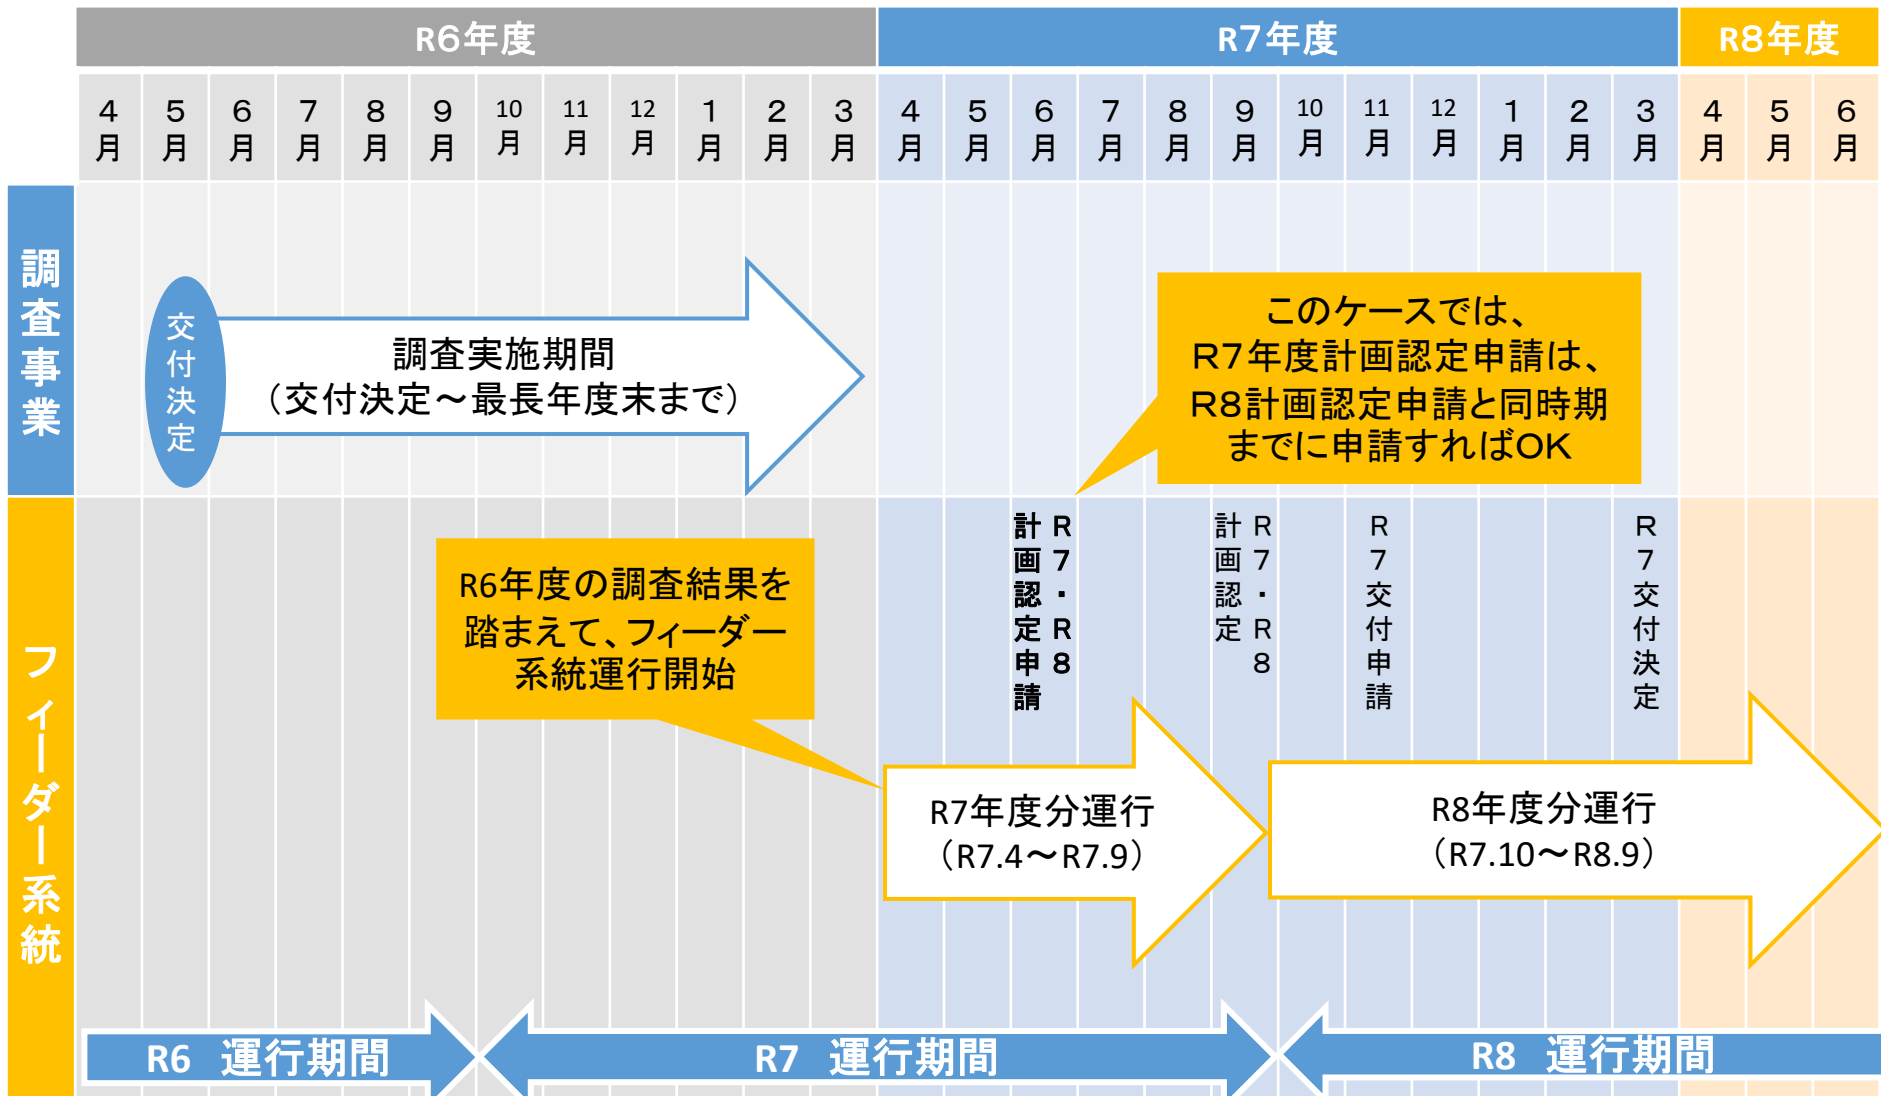 R6年度
R7年度
R8年度
4月
5月
6月
7月
8月
9月
10月
11月
12月
1月
2月
3月
4月
5月
6月
7月
8月
9月
10月
11月
12月
1月
2月
3月
4月
5月
6月
調査事業
交付決定
調査実施期間
（交付決定～最長年度末まで）
このケースでは、
R7年度計画認定申請は、
R8計画認定申請と同時期
までに申請すればOK
フィーダー系統
R6年度の調査結果を
踏まえて、フィーダー
系統運行開始
R7・R8
計画認定申請
R7・R8
計画認定
R7交付申請
R7交付決定
R7年度分運行
（R7.4～R7.9）
R8年度分運行
（R7.10～R8.9）
R6　運行期間
R7　運行期間
R8　運行期間